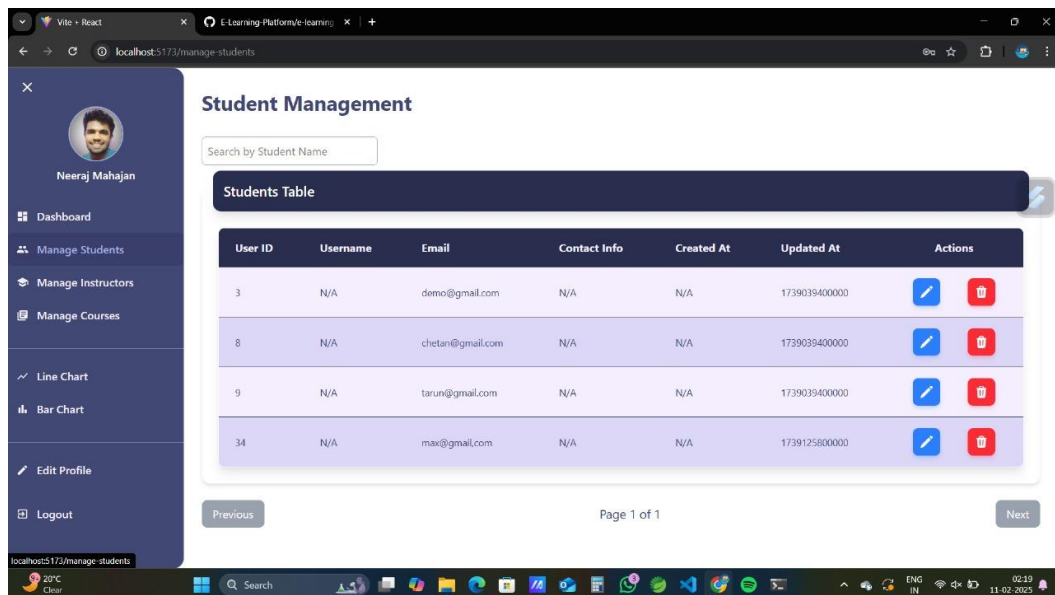 Vite + React
E-Learning-Platform/e-learning
localhost:5173/manage-students
Neeraj Mahajan
Dashboard
Manage Students
Manage Instructors
Manage Courses
Line Chart
Bar Chart
Edit Profile
Logout
localhost:5173/manage-students
Student Management
Search by Student Name
Students Table
User ID Username Email Contact Info Created At Updated At Actions
3 N/A demo@gmail.com N/A N/A 1739039400000
8 N/A chetan@gmail.com N/A N/A 1739039400000
9 N/A tarun@gmail.com N/A N/A 1739039400000
34 N/A max@gmail.com N/A N/A 1739125800000
Previous Page 1 of 1 Next
20°C
Clear
Search
ENG
IN
02:19
11-02-2025